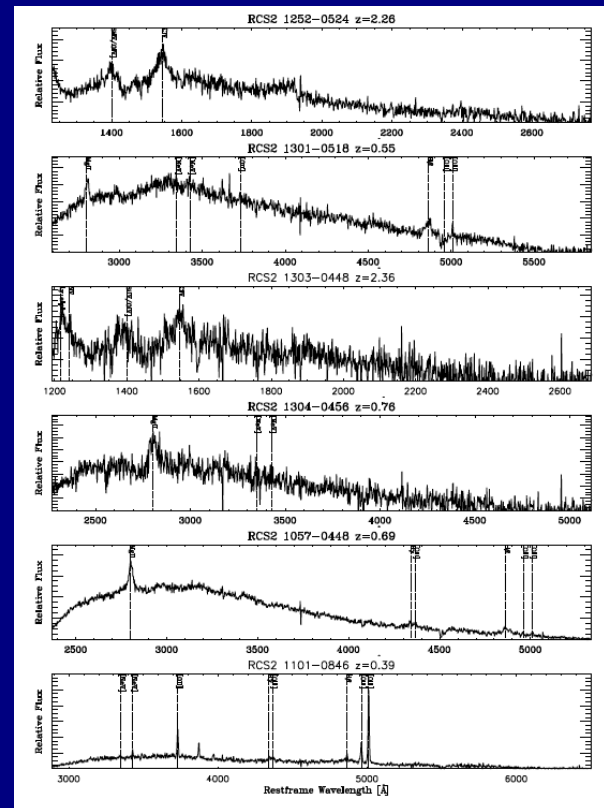 RCS2 1252-0524 z=2.26
Relative Flux
1400 1600 1800 2000 2200 2400 2600
RCS2 1301-0518 z=0.55
Relative Flux
3000 3500 4000 4500 5000 5500
RCS2 1303-0448 z=2.36
Relative Flux
1200 1400 1600 1800 2000 2200 2400 2600
RCS2 1304-0456 z=0.76
Relative Flux
2500 3000 3500 4000 4500 5000
RCS2 1057-0448 z=0.69
Relative Flux
2500 3000 3500 4000 4500 5000
RCS2 1101-0846 z=0.39
Relative Flux
3000 4000 5000 6000
Restframe Wavelength [Å]